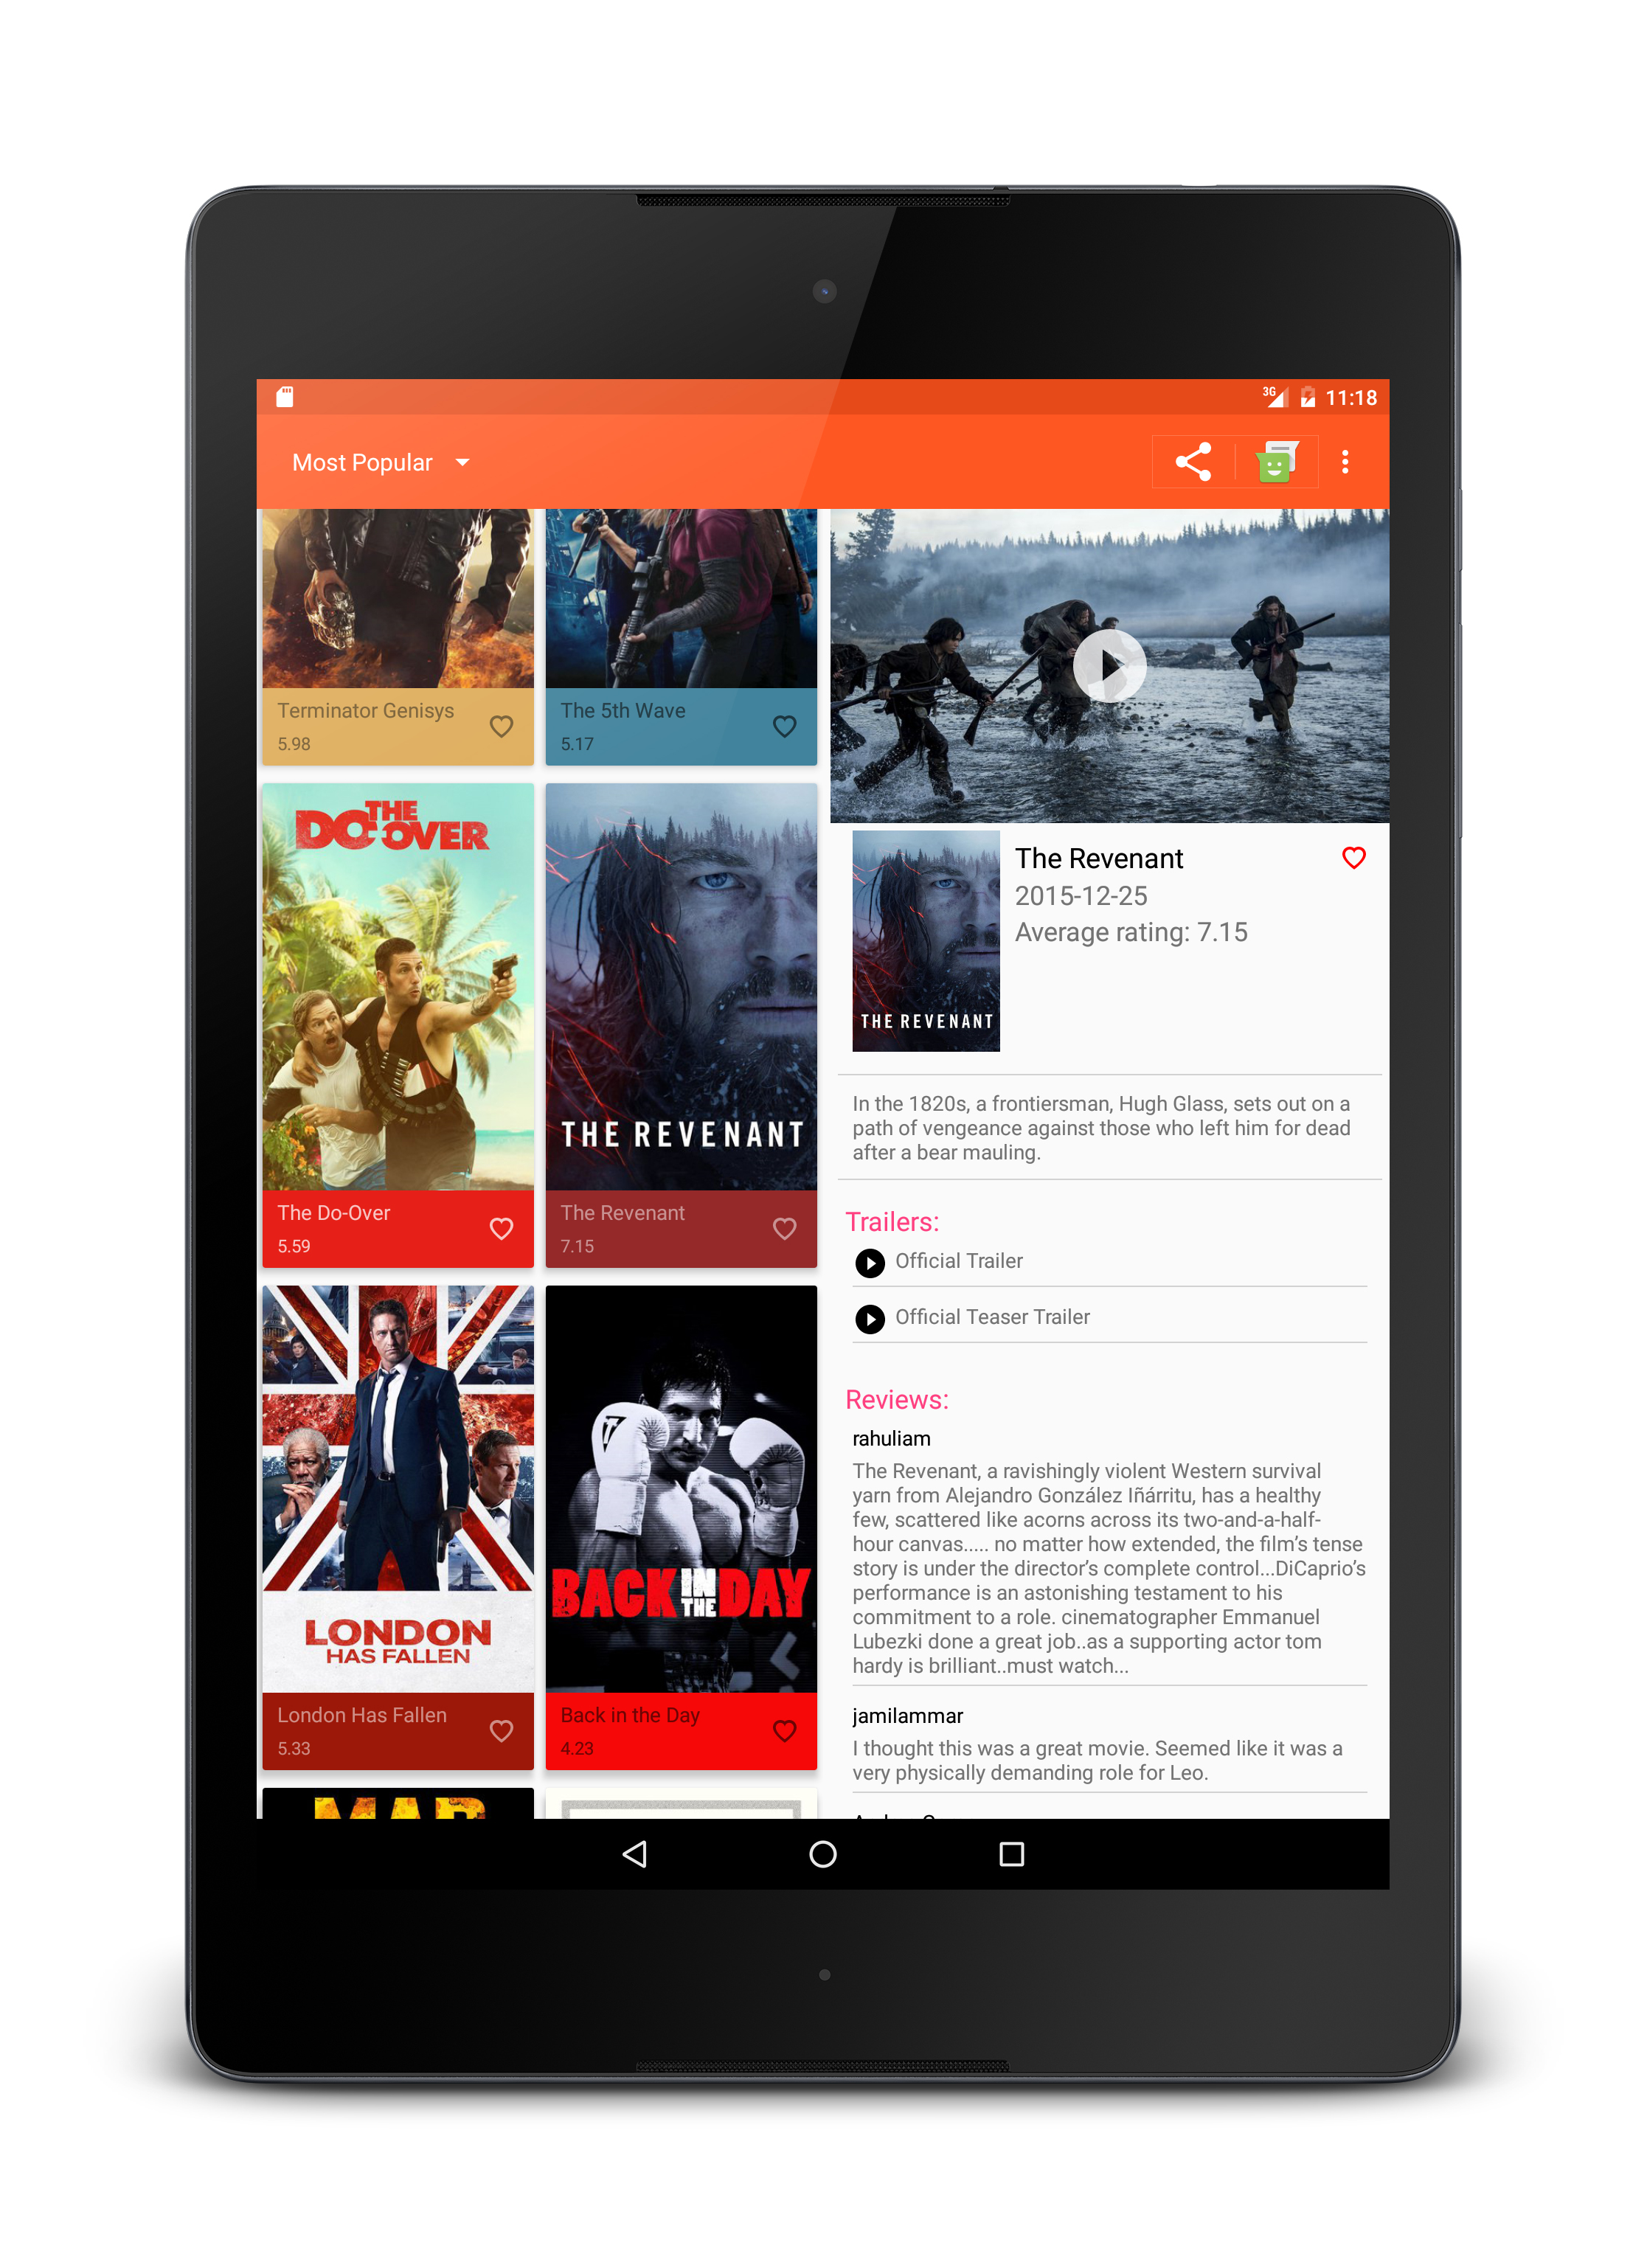 3G 11:18
Most Popular
Terminator Genisys
5.98
The 5th Wave
5.17
THE
DO-OVER
The Do-Over
5.59
THE REVENANT
The Revenant
7.15
LONDON
HAS FALLEN
London Has Fallen
5.33
BACK IN THE DAY
Back in the Day
4.23
THE REVENANT
The Revenant
2015-12-25
Average rating: 7.15
In the 1820s, a frontiersman, Hugh Glass, sets out on a
path of vengeance against those who left him for dead
after a bear mauling.
Trailers:
Official Trailer
Official Teaser Trailer
Reviews:
rahuliam
The Revenant, a ravishingly violent Western survival
yarn from Alejandro González Iñárritu, has a healthy
few, scattered like acorns across its two-and-a-half-
hour canvas..... no matter how extended, the film’s tense
story is under the director’s complete control...DiCaprio’s
performance is an astonishing testament to his
commitment to a role. cinematographer Emmanuel
Lubezki done a great job..as a supporting actor tom
hardy is brilliant..must watch...
jamilammar
I thought this was a great movie. Seemed like it was a
very physically demanding role for Leo.